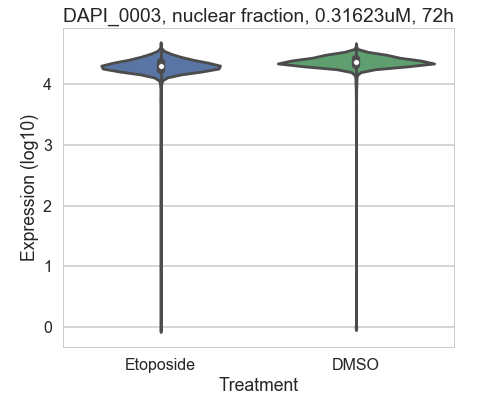 DAPI_0003, nuclear fraction, 0.31623uM, 72h
4
3
2
1
0
Expression (log10)
Etoposide DMSO
Treatment